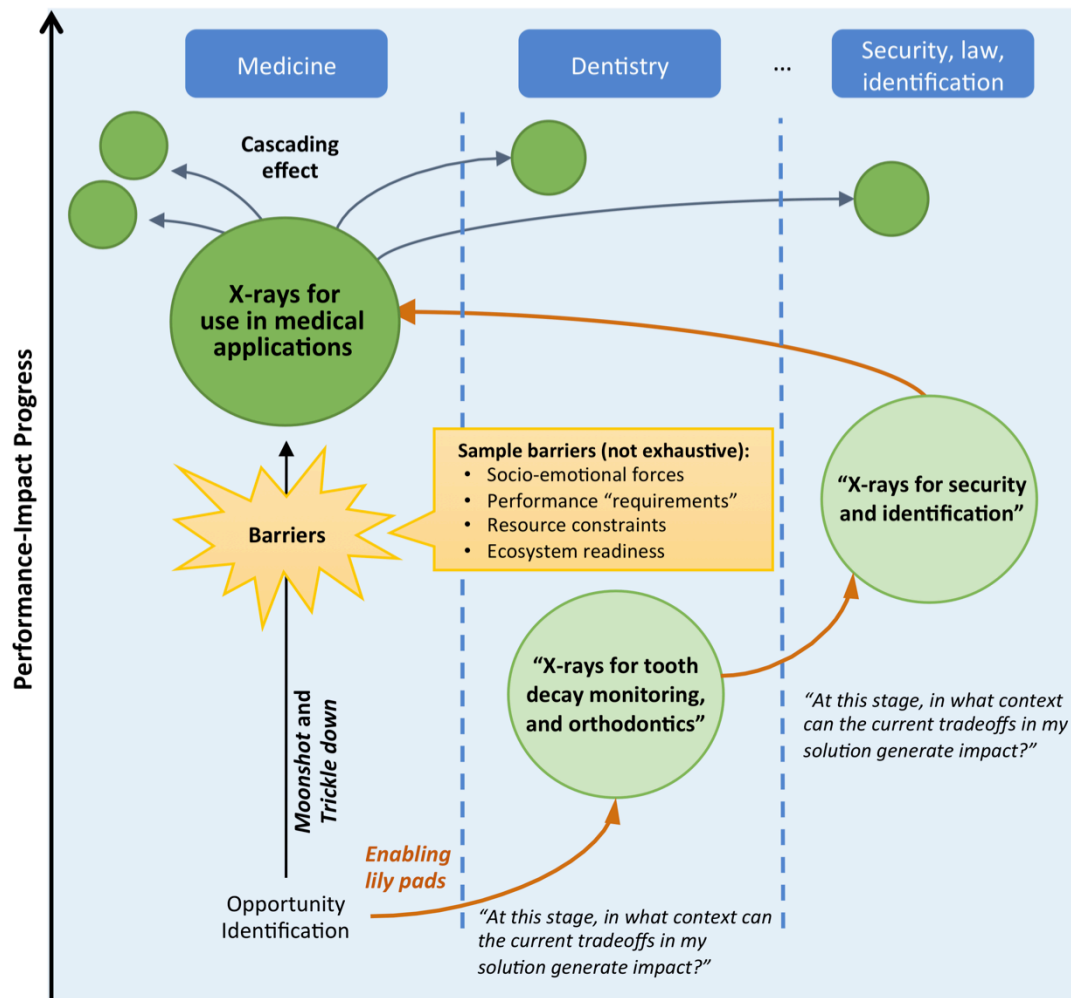 Medicine
Dentistry
...
Security, law,
identification
Cascading
effect
X-rays for
use in medical
applications
Performance-Impact Progress
Barriers
Sample barriers (not exhaustive):
• Socio-emotional forces
• Performance “requirements”
• Resource constraints
• Ecosystem readiness
“X-rays for security
and identification”
“X-rays for tooth
decay monitoring,
and orthodontics”
“At this stage, in what context
can the current tradeoffs in my
solution generate impact?”
Moonshot and
Trickle down
Enabling
lily pads
Opportunity
Identification
“At this stage, in what context can
the current tradeoffs in my
solution generate impact?”